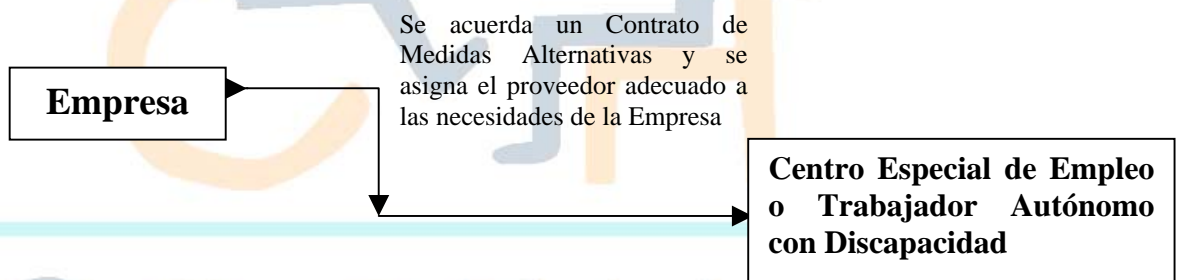 Se acuerda un Contrato de
Medidas Alternativas y se
asigna el proveedor adecuado a
las necesidades de la Empresa
Empresa
Centro Especial de Empleo
o Trabajador Autónomo
con Discapacidad